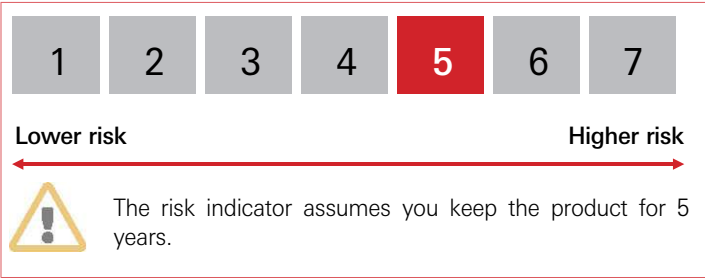 1 2 3 4 5 6 7
Lower risk Higher risk
The risk indicator assumes you keep the product for 5
years.